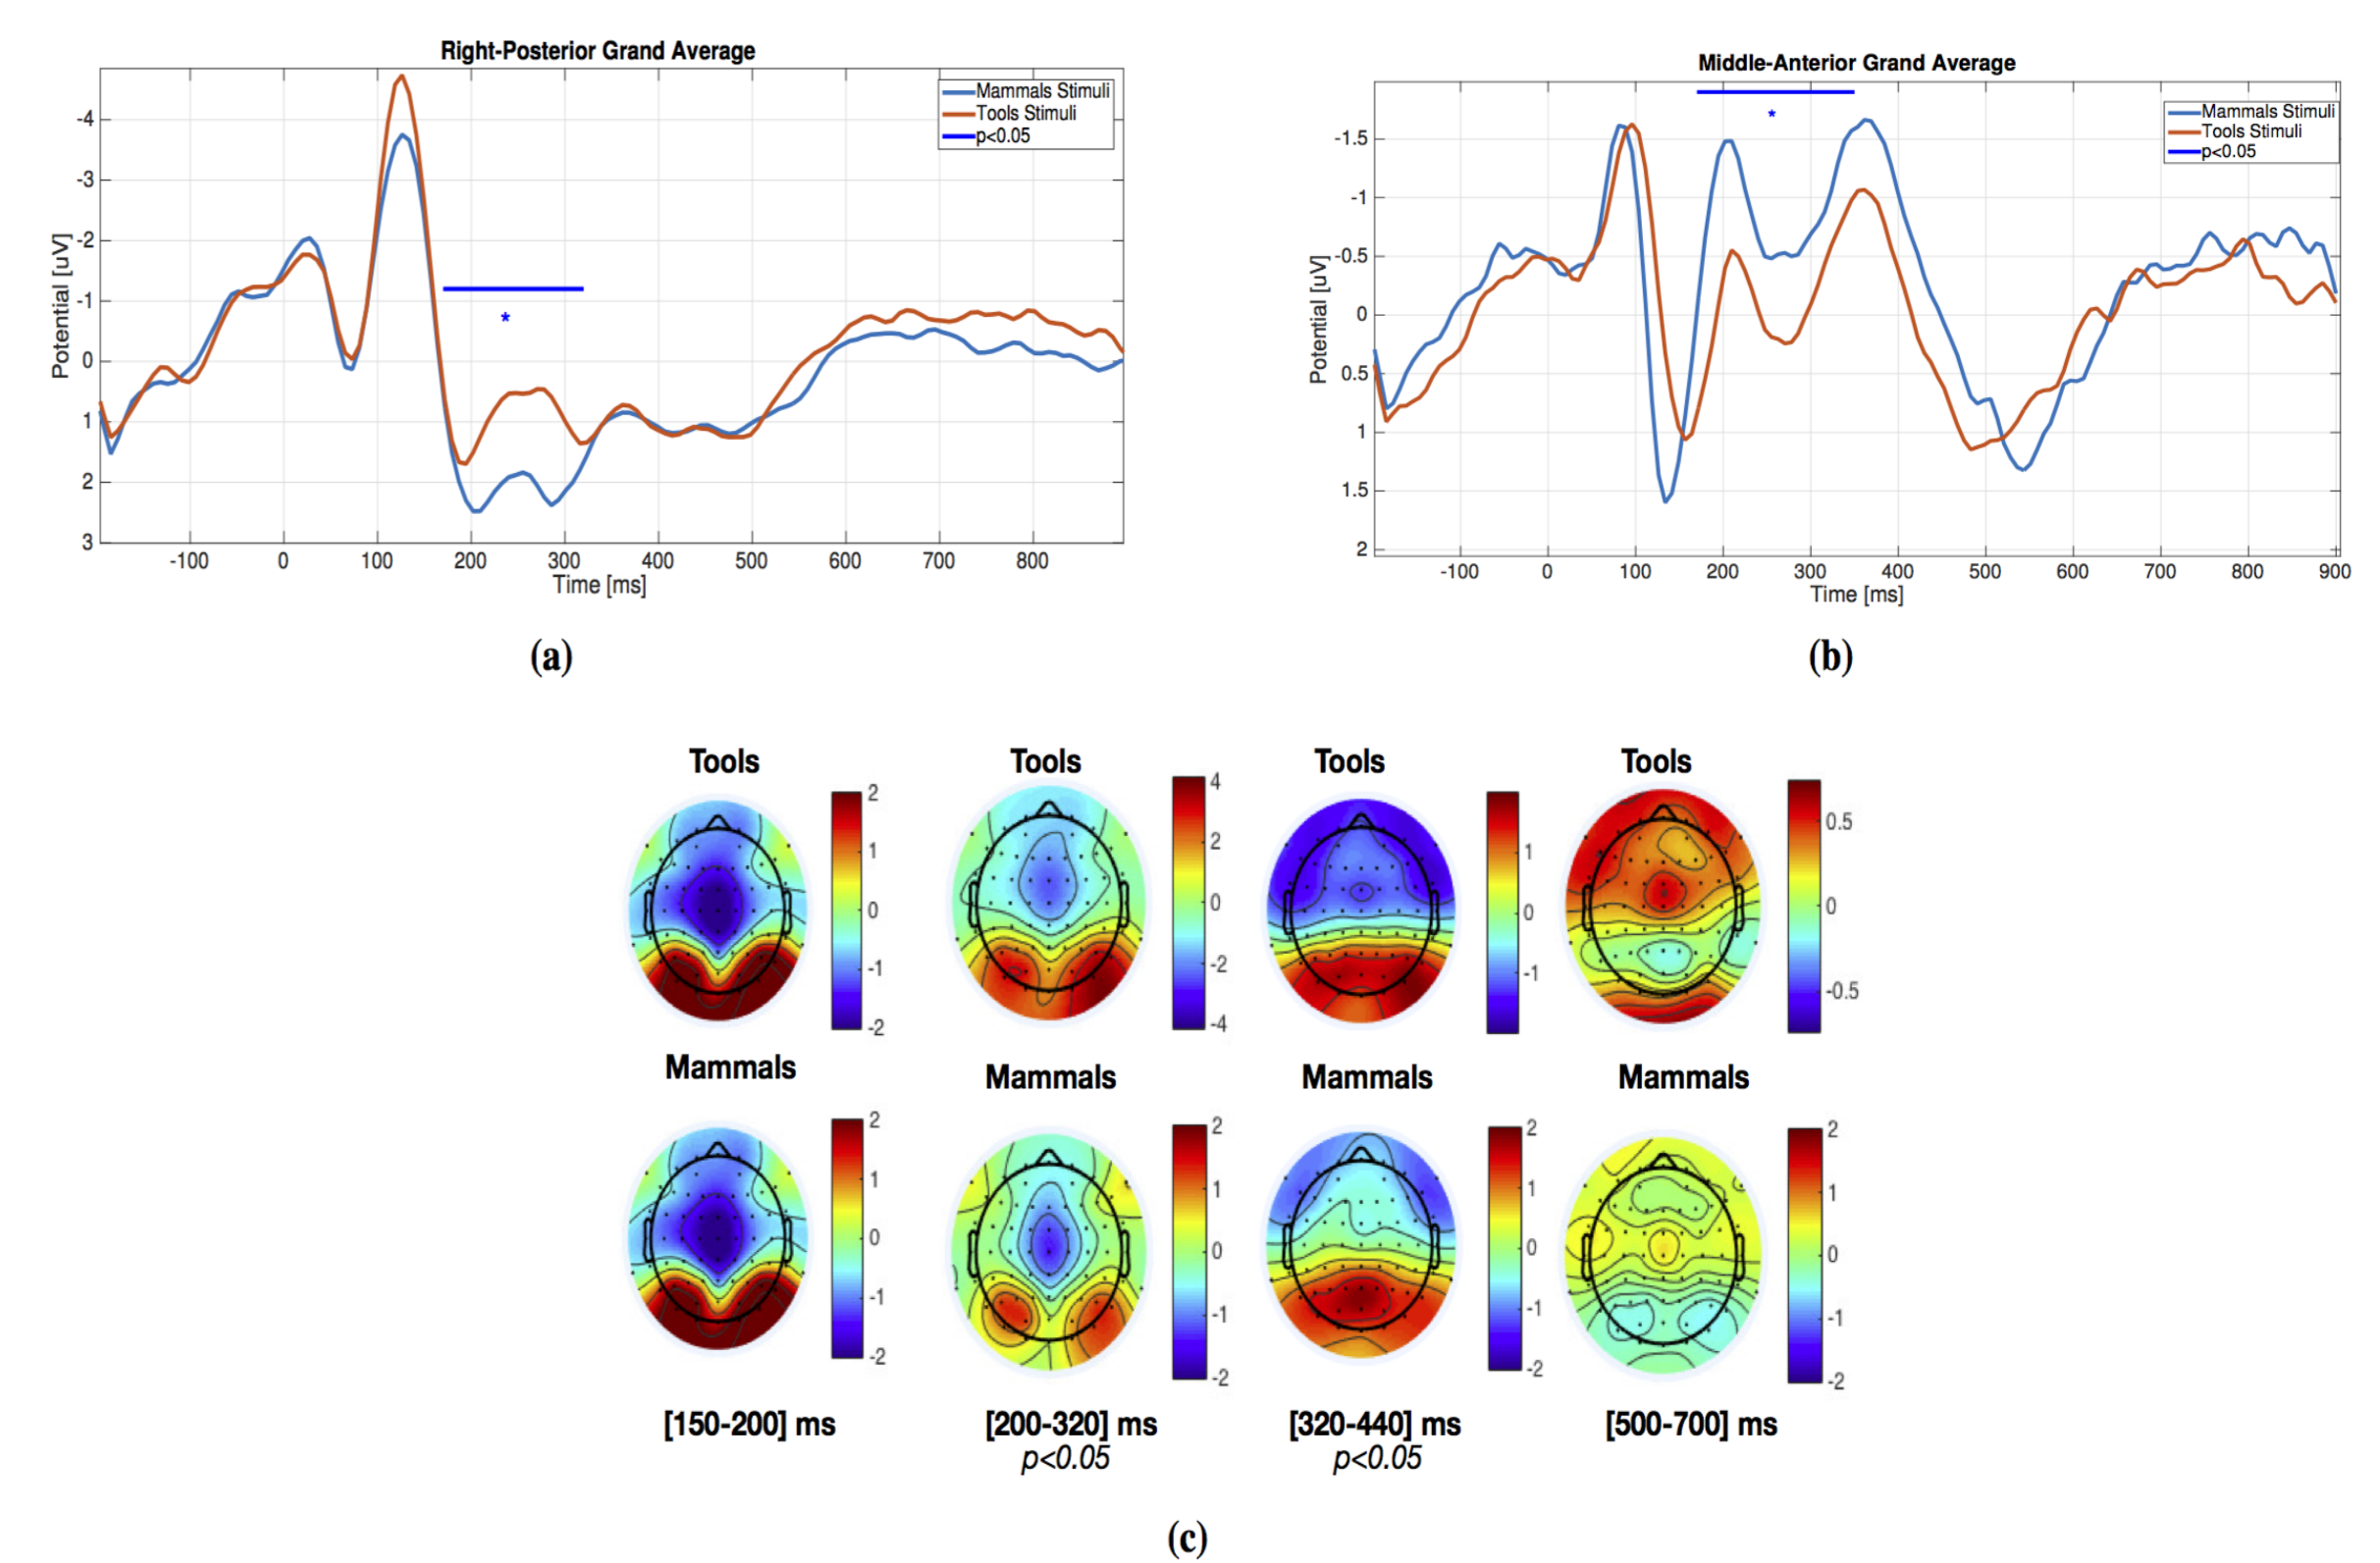 Right-Posterior Grand Average
Mammals Stimuli
Tools Stimuli
p<0.05
*
Potential [uV]
-4
-3
-2
-1
0
1
2
3
-100 0 100 200 300 400 500 600 700 800
Time [ms]
(a)
Middle-Anterior Grand Average
Mammals Stimuli
Tools Stimuli
p<0.05
*
Potential [uV]
-1.5
-1
-0.5
0
0.5
1
1.5
2
-100 0 100 200 300 400 500 600 700 800 900
Time [ms]
(b)
Tools Tools Tools Tools
2
1
0
-1
-2
4
2
0
-2
-4
1
0
-1
0.5
0
-0.5
Mammals Mammals Mammals Mammals
2
1
0
-1
-2
2
1
0
-1
-2
2
1
0
-1
-2
2
1
0
-1
-2
[150-200] ms [200-320] ms [320-440] ms [500-700] ms
p<0.05 p<0.05
(c)